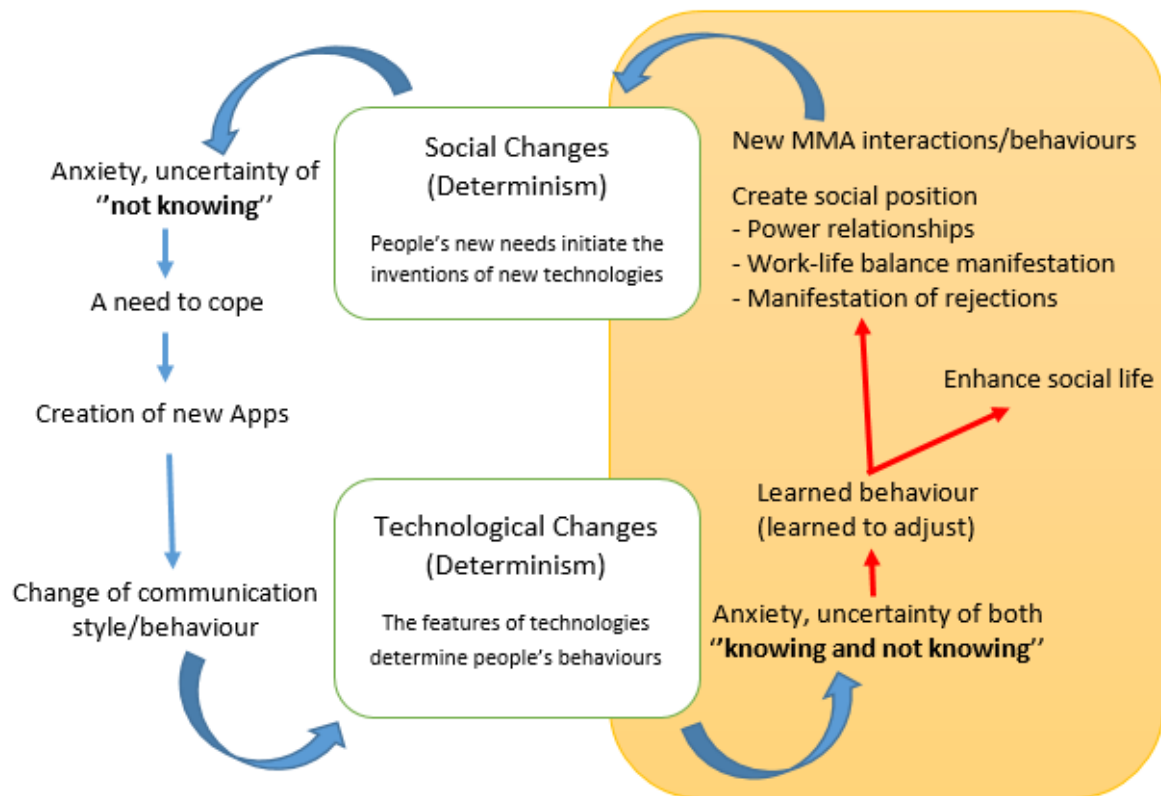 Social Changes
(Determinism)
People's new needs initiate the
inventions of new technologies
Anxiety, uncertainty of
''not knowing''
A need to cope
Creation of new Apps
Change of communication
style/behaviour
Technological Changes
(Determinism)
The features of technologies
determine people's behaviours
Anxiety, uncertainty of both
''knowing and not knowing''
Learned behaviour
(learned to adjust)
Enhance social life
New MMA interactions/behaviours
Create social position
- Power relationships
- Work-life balance manifestation
- Manifestation of rejections